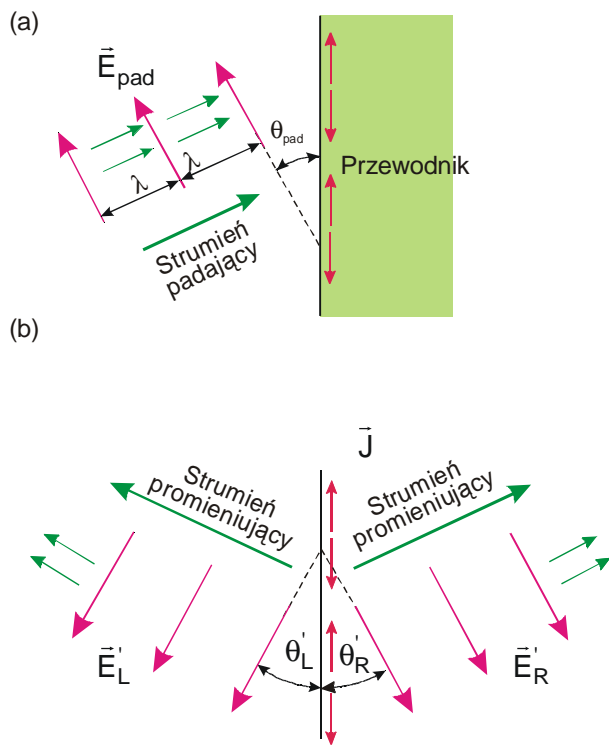 (a)
E⃗pad
θpad
λ
λ
Przewodnik
Strumień
padający
(b)
J⃗
Strumień
promieniujący
Strumień
promieniujący
E⃗'L
θ'L
θ'R
E⃗'R